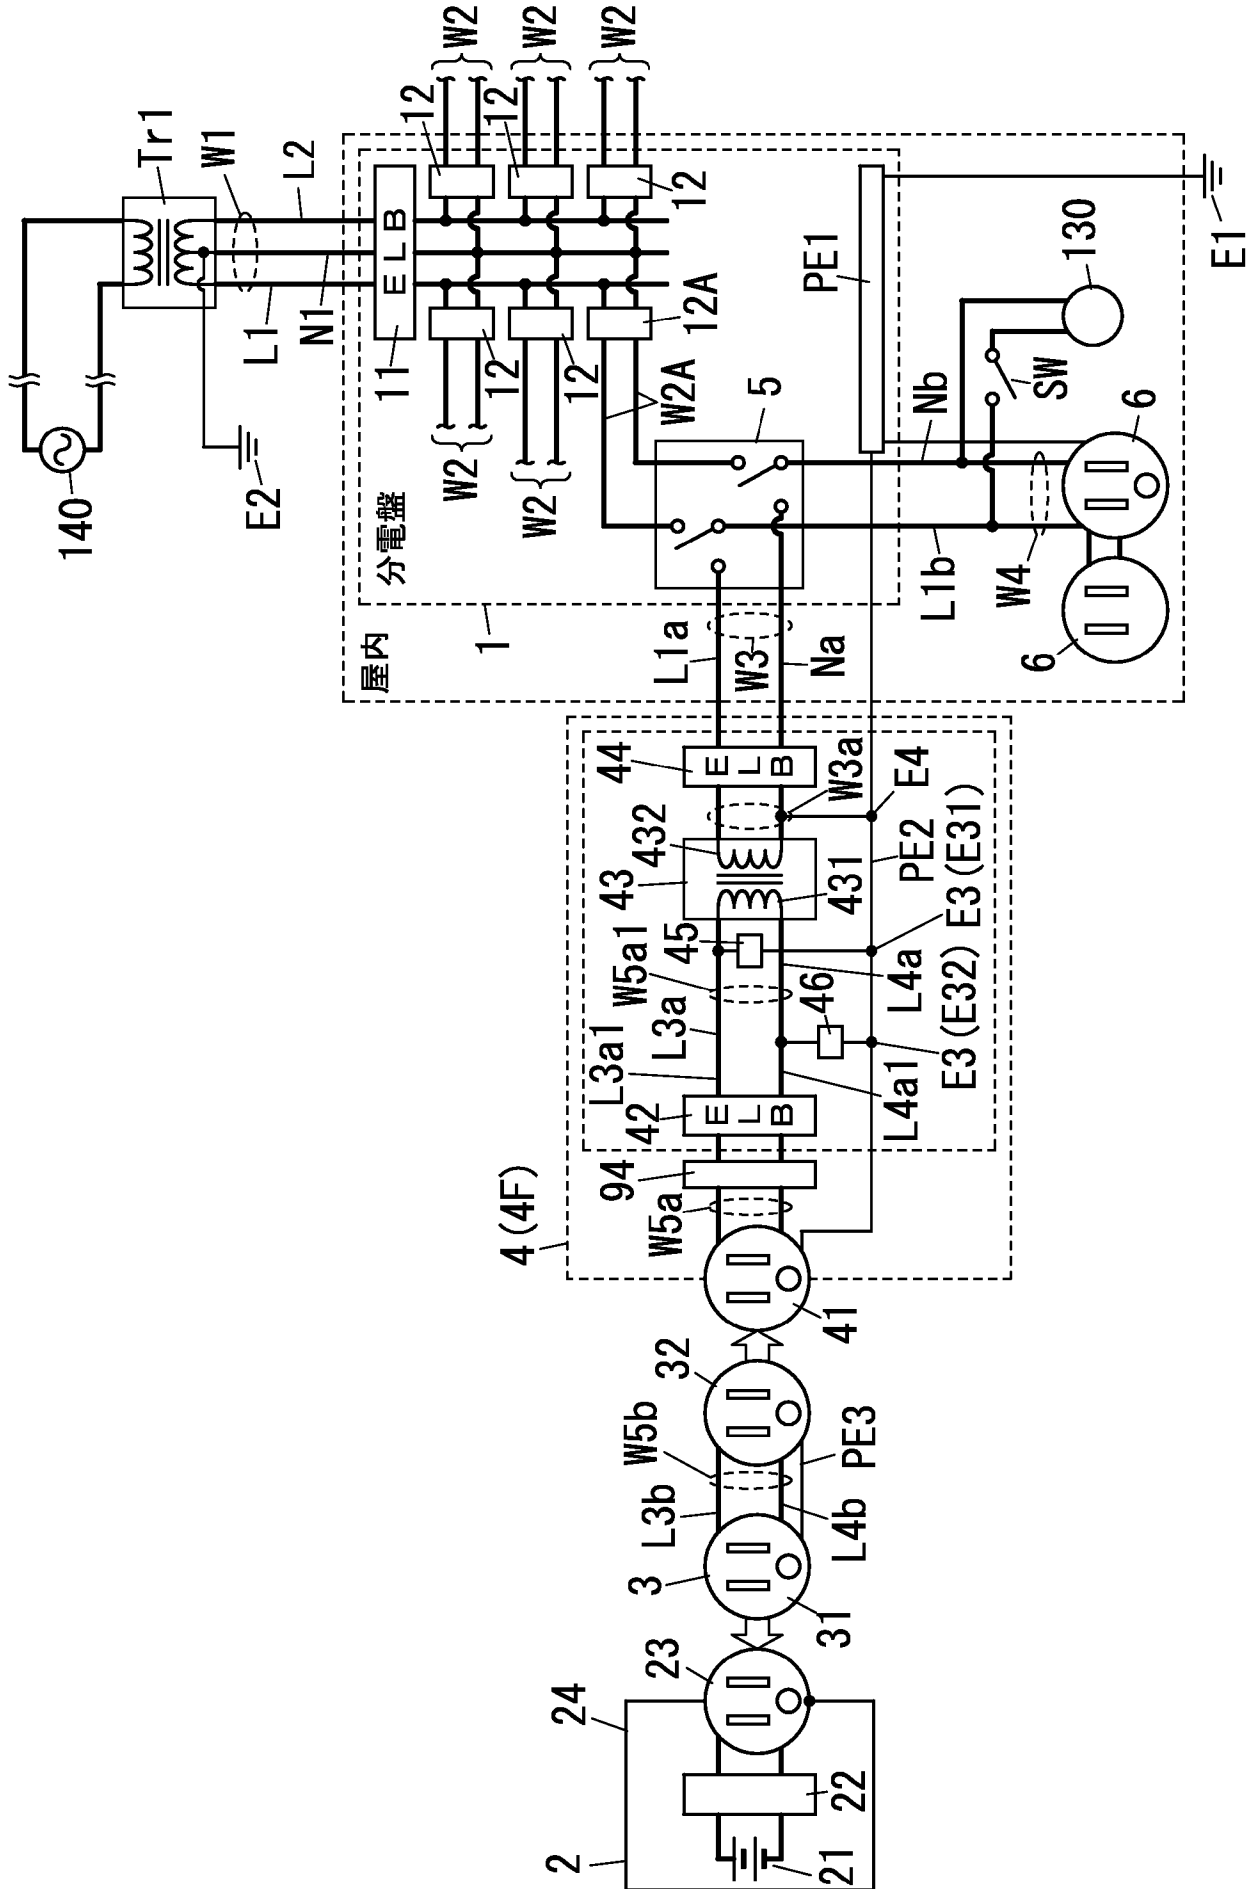 140
Tr1
W1
L2
L1
N1
E2
W2
W2
W2
屋内
分電盤
1
11
E L B
12
12
12
12
12
12A
W2
W2
W2A
5
PE1
E1
130
SW
Nb
6
6
W4
L1b
L1a
W3
Na
4(4F)
44
E L B
W3a
E4
43
432
431
PE2
45
E3(E31)
W5a1
L3a
L4a
46
E3(E32)
L3a1
L4a1
42
E L B
94
W5a
41
32
W5b
PE3
L3b
L4b
3
31
23
24
22
2
21